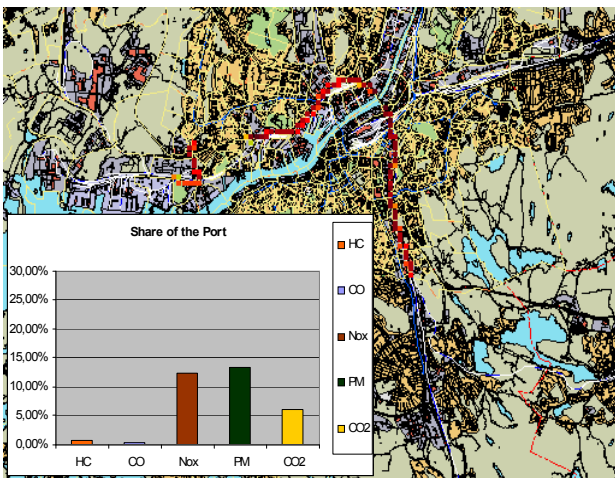 Share of the Port
30,00%
25,00%
20,00%
15,00%
10,00%
5,00%
0,00%
HC
CO
Nox
PM
CO2
HC
CO
Nox
PM
CO2